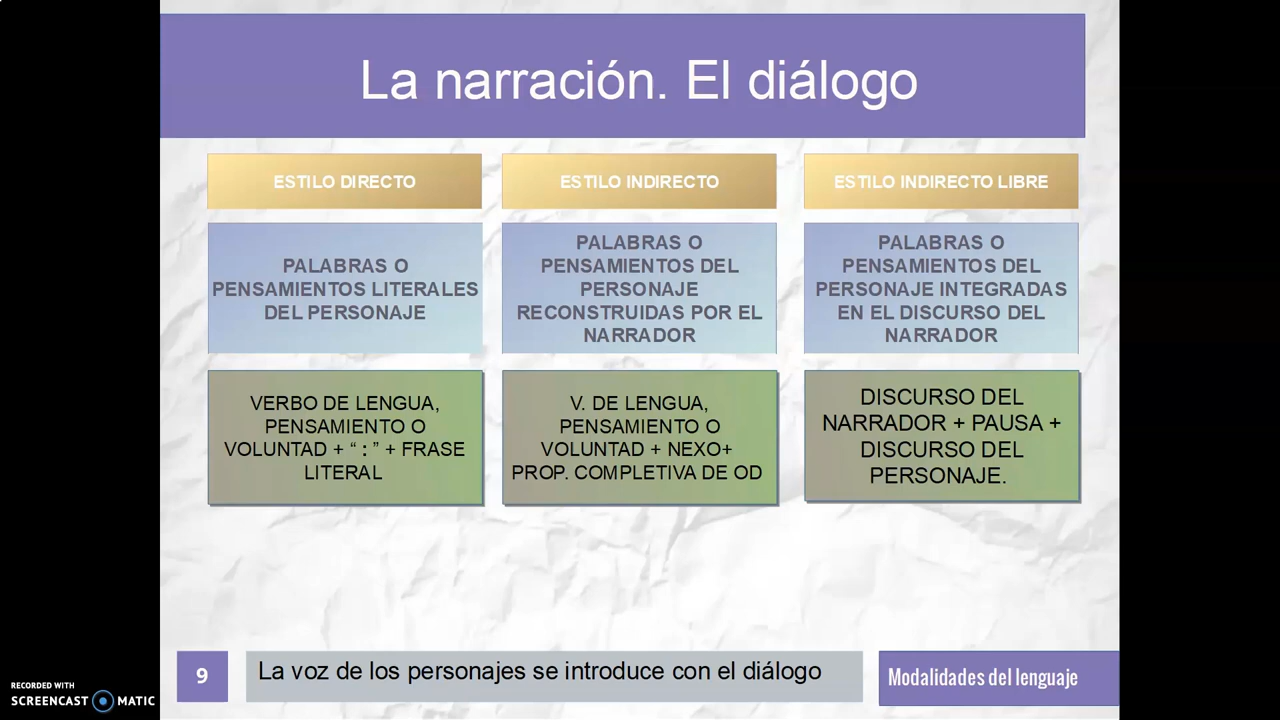 La narración. El diálogo
ESTILO DIRECTO
PALABRAS O
PENSAMIENTOS LITERALES
DEL PERSONAJE
VERBO DE LENGUA,
PENSAMIENTO O
VOLUNTAD + “ : ” + FRASE
LITERAL
ESTILO INDIRECTO
PALABRAS O
PENSAMIENTOS DEL
PERSONAJE
RECONSTRUIDAS POR EL
NARRADOR
V. DE LENGUA,
PENSAMIENTO O
VOLUNTAD + NEXO+
PROP. COMPLETIVA DE OD
ESTILO INDIRECTO LIBRE
PALABRAS O
PENSAMIENTOS DEL
PERSONAJE INTEGRADAS
EN EL DISCURSO DEL
NARRADOR
DISCURSO DEL
NARRADOR + PAUSA +
DISCURSO DEL
PERSONAJE.
9
La voz de los personajes se introduce con el diálogo
Modalidades del lenguaje
RECORDED WITH
SCREENCAST MATIC